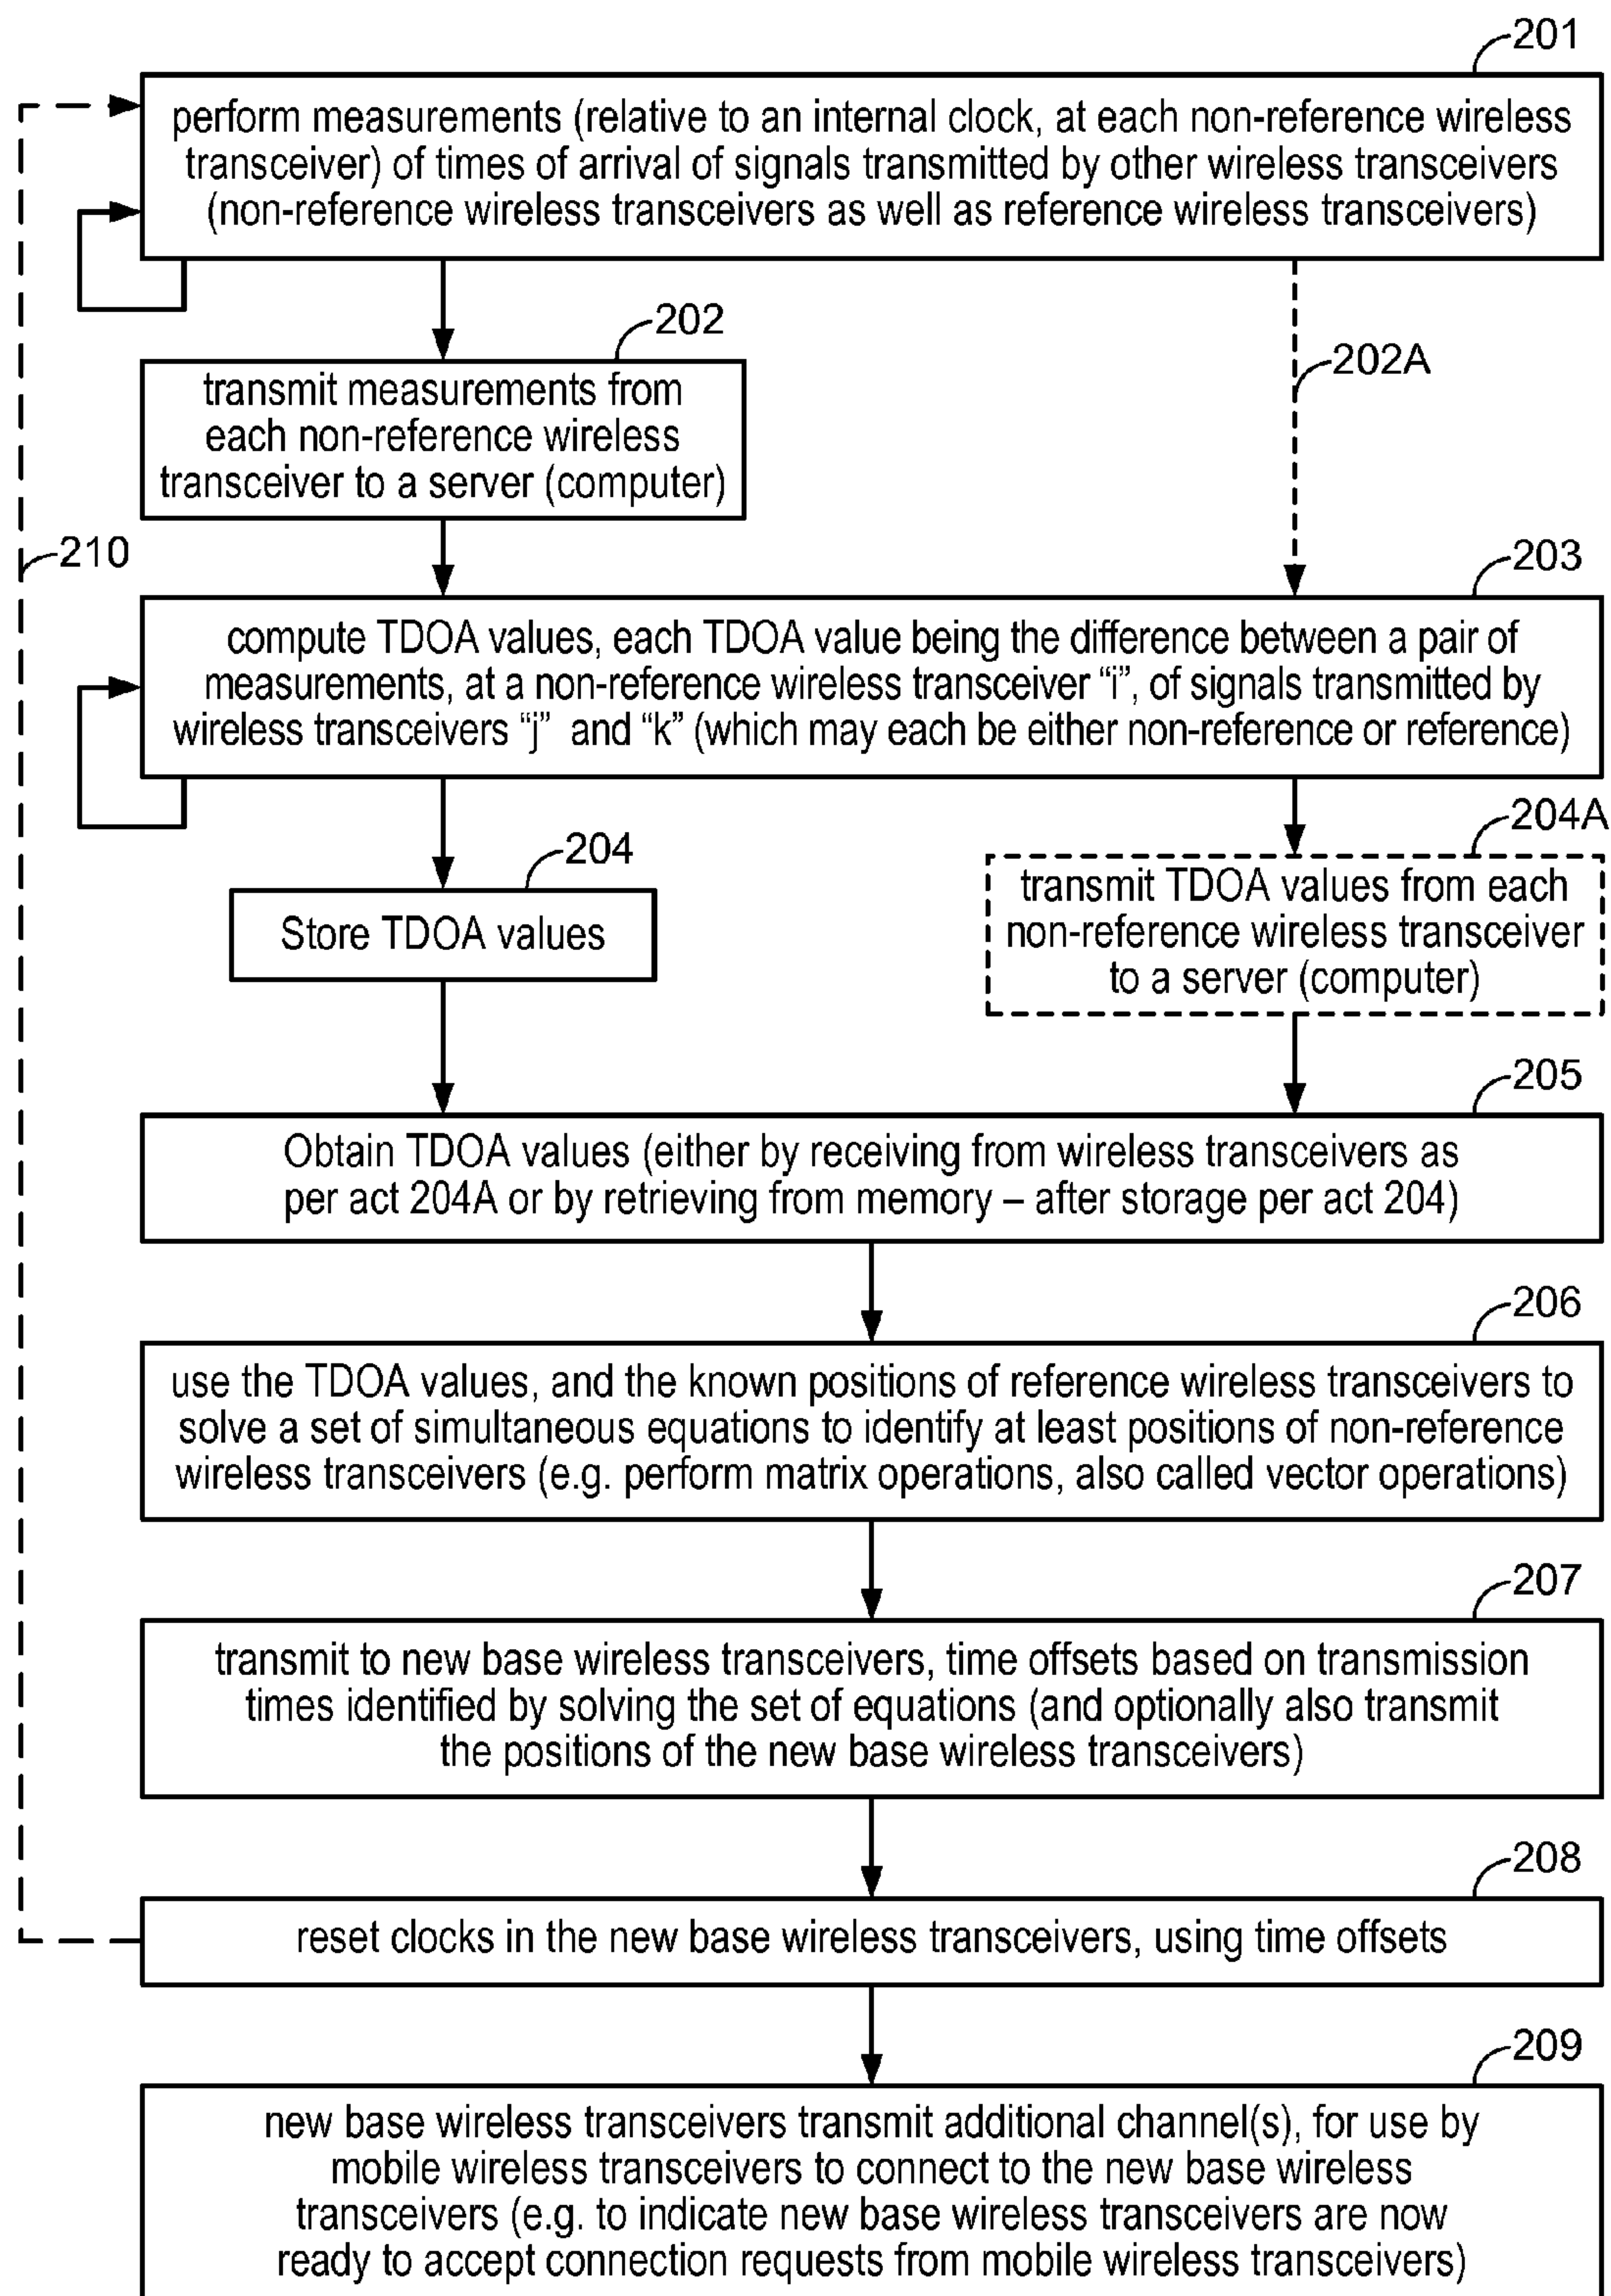 201
perform measurements (relative to an internal clock, at each non-reference wireless
transceiver) of times of arrival of signals transmitted by other wireless transceivers
(non-reference wireless transceivers as well as reference wireless transceivers)
202
202A
transmit measurements from
each non-reference wireless
transceiver to a server (computer)
210
203
compute TDOA values, each TDOA value being the difference between a pair of
measurements, at a non-reference wireless transceiver “i”, of signals transmitted by
wireless transceivers “j” and “k” (which may each be either non-reference or reference)
204
204A
Store TDOA values
transmit TDOA values from each
non-reference wireless transceiver
to a server (computer)
205
Obtain TDOA values (either by receiving from wireless transceivers as
per act 204A or by retrieving from memory – after storage per act 204)
206
use the TDOA values, and the known positions of reference wireless transceivers to
solve a set of simultaneous equations to identify at least positions of non-reference
wireless transceivers (e.g. perform matrix operations, also called vector operations)
207
transmit to new base wireless transceivers, time offsets based on transmission
times identified by solving the set of equations (and optionally also transmit
the positions of the new base wireless transceivers)
208
reset clocks in the new base wireless transceivers, using time offsets
209
new base wireless transceivers transmit additional channel(s), for use by
mobile wireless transceivers to connect to the new base wireless
transceivers (e.g. to indicate new base wireless transceivers are now
ready to accept connection requests from mobile wireless transceivers)